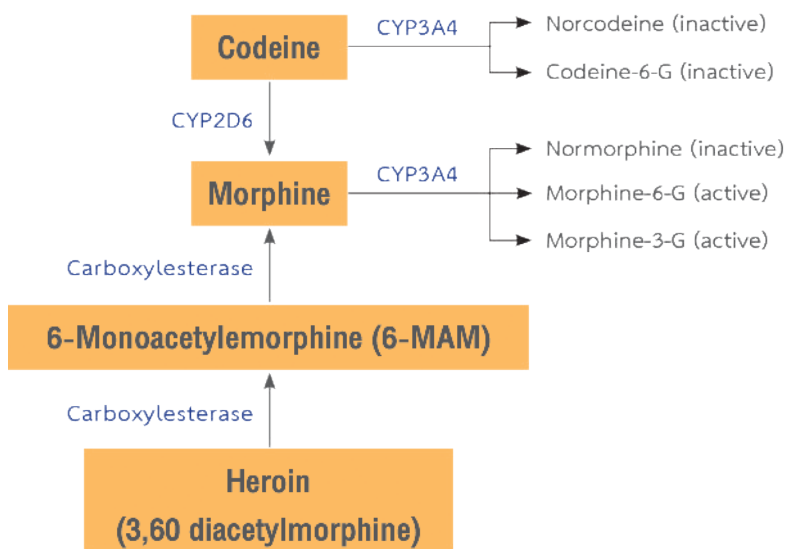 Codeine
CYP3A4
Norcodeine (inactive)
Codeine-6-G (inactive)
CYP2D6
Morphine
CYP3A4
Normorphine (inactive)
Morphine-6-G (active)
Morphine-3-G (active)
Carboxylesterase
6-Monoacetylemorphine (6-MAM)
Carboxylesterase
Heroin
(3,60 diacetylmorphine)